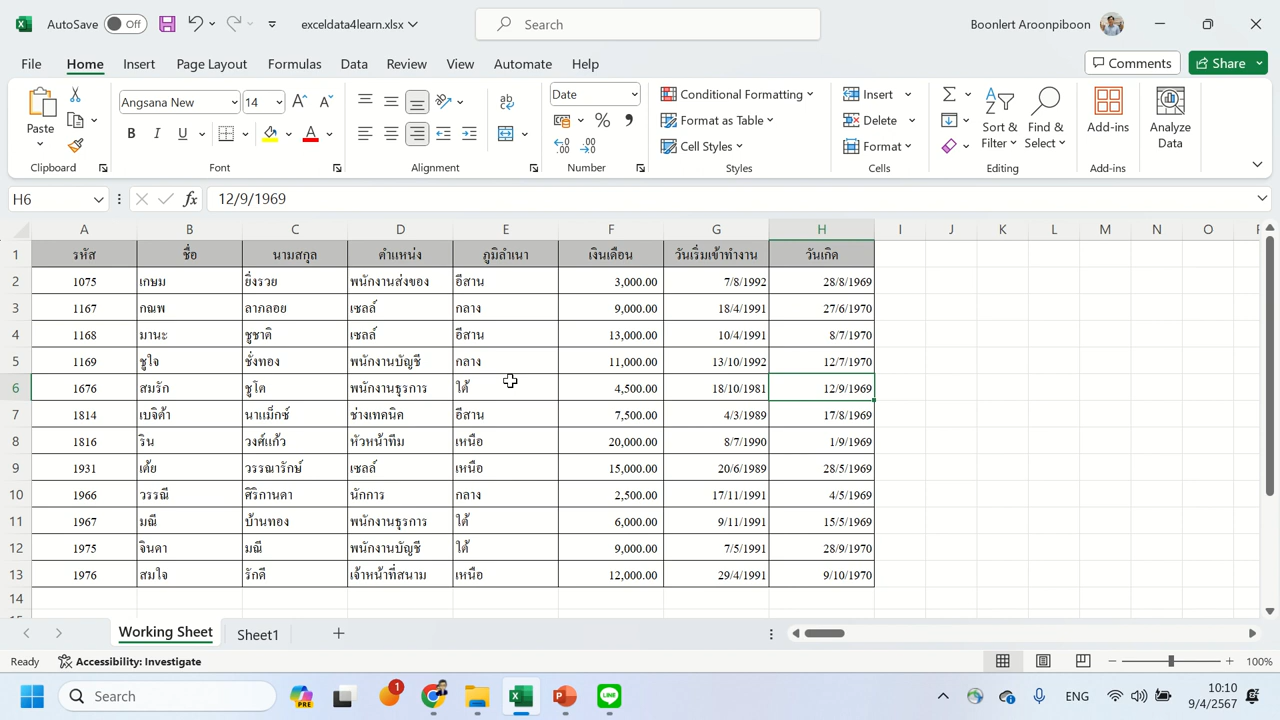 AutoSave Off exceldata4learn.xlsx Search Boonlert Aroonpiboon
File Home Insert Page Layout Formulas Data Review View Automate Help Comments Share
Paste Angsana New 14 Date Conditional Formatting Insert Sort & Find & Add-ins Analyze
B I U A Format as Table Delete Filter Select Data
Cell Styles Format
Clipboard Font Alignment Number Styles Cells Editing Add-ins
H6 fx 12/9/1969
A B C D E F G H I J K L M N O P
1 รหัส ชื่อ นามสกุล ตำแหน่ง ภูมิลำเนา เงินเดือน วันเริ่มเข้าทำงาน วันเกิด
2 1075 เกษม ยิ่งรวย พนักงานส่งของ อีสาน 3,000.00 7/8/1992 28/8/1969
3 1167 กณพ ลาภลอย เซลล์ กลาง 9,000.00 18/4/1991 27/6/1970
4 1168 มานะ ชูชาติ เซลล์ อีสาน 13,000.00 10/4/1991 8/7/1970
5 1169 ชูใจ ชั่งทอง พนักงานบัญชี กลาง 11,000.00 13/10/1992 12/7/1970
6 1676 สมรัก ชูโต พนักงานธุรการ ใต้ 4,500.00 18/10/1981 12/9/1969
7 1814 เบจิต้า นาแม็กซ์ ช่างเทคนิค อีสาน 7,500.00 4/3/1989 17/8/1969
8 1816 ริน วงศ์แก้ว หัวหน้าทีม เหนือ 20,000.00 8/7/1990 1/9/1969
9 1931 เต้ย วรรณารักษ์ เซลล์ เหนือ 15,000.00 20/6/1989 28/5/1969
10 1966 วรรณี ศิริกานดา นักการ กลาง 2,500.00 17/11/1991 4/5/1969
11 1967 มณี บ้านทอง พนักงานธุรการ ใต้ 6,000.00 9/11/1991 15/5/1969
12 1975 จินดา มณี พนักงานบัญชี ใต้ 9,000.00 7/5/1991 28/9/1970
13 1976 สมใจ รักดี เจ้าหน้าที่สนาม เหนือ 12,000.00 29/4/1991 9/10/1970
14
Working Sheet Sheet1
Ready Accessibility: Investigate 100%
Search PRE 1 ENG 10:10
9/4/2567